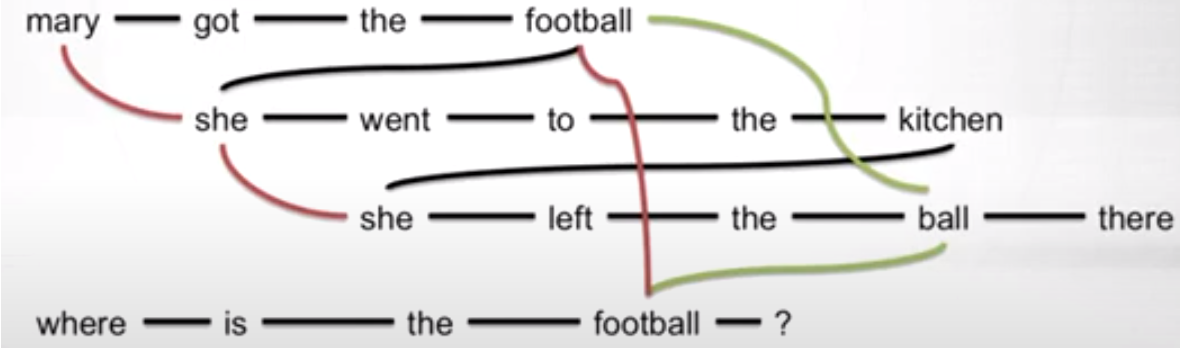 mary got the football
she went to the kitchen
she left the ball there
where is the football ?